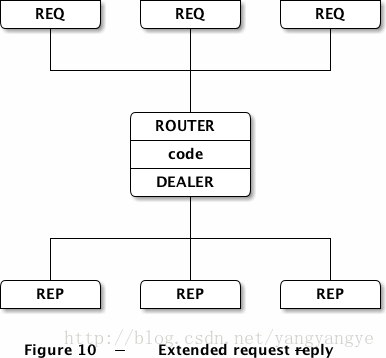 REQ REQ REQ
ROUTER
code
DEALER
REP REP REP
http://blog.csdn.net/yangyangye
Figure 10 – Extended request reply